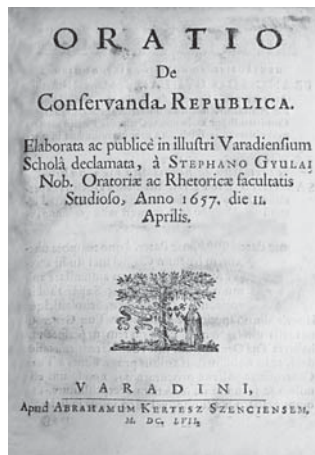 ORATIO
De
Conſervanda REPUBLICA.
Elaborata ac publicè in illuſtri Varadienſium
Scholâ declamata, à STEPHANO GYULAI
Nob. Oratoriæ ac Rhetoricæ facultatis
Studioſo, Anno 1657. die 11.
Aprilis.
VARADINI,
Apud ABRAHAMUM KERTESZ SZENCIENSEM,
M. DC. LVII.